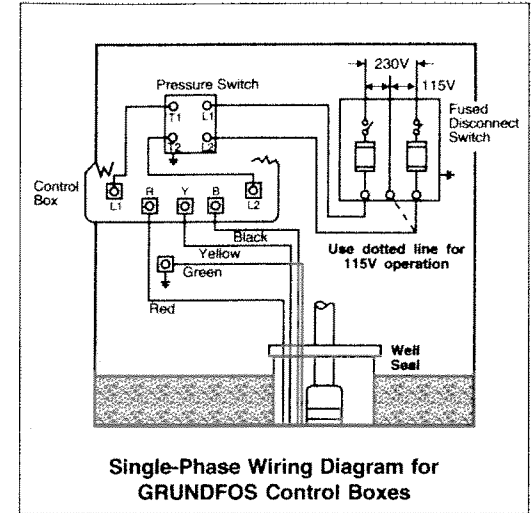 230V
115V
Pressure Switch
T1 L1
T2 L2
Fused
Disconnect
Switch
Control
Box
L1 R Y B L2
Black
Yellow
Green
Red
Use dotted line for
115V operation
Well
Seal
Single-Phase Wiring Diagram for
GRUNDFOS Control Boxes